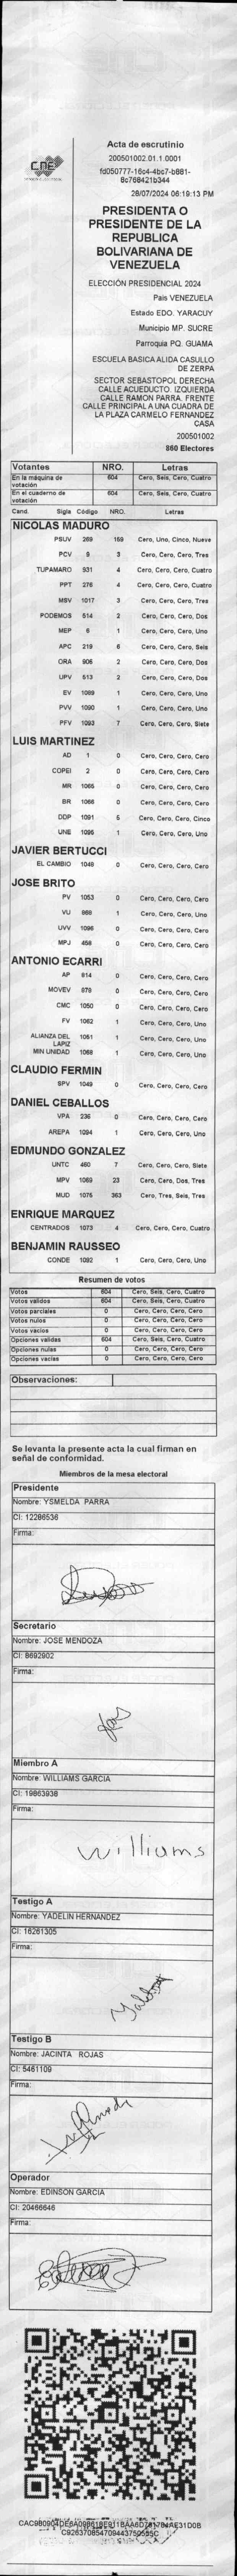 CNE
Acta de escrutinio
200501002.01.1.0001
fd050777-16c4-4bc7-b881-
8c768421b344
28/07/2024 06:19:13 PM
PRESIDENTA O
PRESIDENTE DE LA
REPUBLICA
BOLIVARIANA DE
VENEZUELA
ELECCIÓN PRESIDENCIAL 2024
Pais VENEZUELA
Estado EDO. YARACUY
Municipio MP. SUCRE
Parroquia PQ. GUAMA
ESCUELA BASICA ALIDA CASULLO
DE ZERPA
SECTOR SEBASTOPOL DERECHA
CALLE ACUEDUCTO. IZQUIERDA
CALLE RAMON PARRA. FRENTE
CALLE PRINCIPAL A UNA CUADRA DE
LA PLAZA CARMELO FERNANDEZ
CASA
200501002
860 Electores
Votantes NRO. Letras
En la máquina de votación 604 Cero, Seis, Cero, Cuatro
En el cuaderno de votación 604 Cero, Seis, Cero, Cuatro
Cand. Sigla Código NRO. Letras
NICOLAS MADURO
PSUV 269 159 Cero, Uno, Cinco, Nueve
PCV 9 3 Cero, Cero, Cero, Tres
TUPAMARO 931 4 Cero, Cero, Cero, Cuatro
PPT 276 4 Cero, Cero, Cero, Cuatro
MSV 1017 3 Cero, Cero, Cero, Tres
PODEMOS 514 2 Cero, Cero, Cero, Dos
MEP 6 1 Cero, Cero, Cero, Uno
APC 219 6 Cero, Cero, Cero, Seis
ORA 906 2 Cero, Cero, Cero, Dos
UPV 513 2 Cero, Cero, Cero, Dos
EV 1089 1 Cero, Cero, Cero, Uno
PVV 1090 1 Cero, Cero, Cero, Uno
PFV 1093 7 Cero, Cero, Cero, Siete
LUIS MARTINEZ
AD 1 0 Cero, Cero, Cero, Cero
COPEI 2 0 Cero, Cero, Cero, Cero
MR 1065 0 Cero, Cero, Cero, Cero
BR 1066 0 Cero, Cero, Cero, Cero
DDP 1091 5 Cero, Cero, Cero, Cinco
UNE 1095 1 Cero, Cero, Cero, Uno
JAVIER BERTUCCI
EL CAMBIO 1048 0 Cero, Cero, Cero, Cero
JOSE BRITO
PV 1053 0 Cero, Cero, Cero, Cero
VU 868 1 Cero, Cero, Cero, Uno
UVV 1096 0 Cero, Cero, Cero, Cero
MPJ 458 0 Cero, Cero, Cero, Cero
ANTONIO ECARRI
AP 814 0 Cero, Cero, Cero, Cero
MOVEV 879 0 Cero, Cero, Cero, Cero
CMC 1050 0 Cero, Cero, Cero, Cero
FV 1062 1 Cero, Cero, Cero, Uno
ALIANZA DEL LAPIZ 1051 1 Cero, Cero, Cero, Uno
MIN UNIDAD 1068 1 Cero, Cero, Cero, Uno
CLAUDIO FERMIN
SPV 1049 0 Cero, Cero, Cero, Cero
DANIEL CEBALLOS
VPA 236 0 Cero, Cero, Cero, Cero
AREPA 1094 1 Cero, Cero, Cero, Uno
EDMUNDO GONZALEZ
UNTC 460 7 Cero, Cero, Cero, Siete
MPV 1069 23 Cero, Cero, Dos, Tres
MUD 1075 363 Cero, Tres, Seis, Tres
ENRIQUE MARQUEZ
CENTRADOS 1073 4 Cero, Cero, Cero, Cuatro
BENJAMIN RAUSSEO
CONDE 1092 1 Cero, Cero, Cero, Uno
Resumen de votos
Votos 604 Cero, Seis, Cero, Cuatro
Votos validos 604 Cero, Seis, Cero, Cuatro
Votos parciales 0 Cero, Cero, Cero, Cero
Votos nulos 0 Cero, Cero, Cero, Cero
Votos vacios 0 Cero, Cero, Cero, Cero
Opciones validas 604 Cero, Seis, Cero, Cuatro
Opciones nulas 0 Cero, Cero, Cero, Cero
Opciones vacias 0 Cero, Cero, Cero, Cero
Observaciones:
Se levanta la presente acta la cual firman en
señal de conformidad.
Miembros de la mesa electoral
Presidente
Nombre: YSMELDA PARRA
CI: 12286536
Firma:
Secretario
Nombre: JOSE MENDOZA
CI: 8692902
Firma:
Miembro A
Nombre: WILLIAMS GARCIA
CI: 19863938
Firma:
Williams
Testigo A
Nombre: YADELIN HERNANDEZ
CI: 16261305
Firma:
Testigo B
Nombre: JACINTA ROJAS
CI: 5461109
Firma:
Operador
Nombre: EDINSON GARCIA
CI: 20466646
Firma: